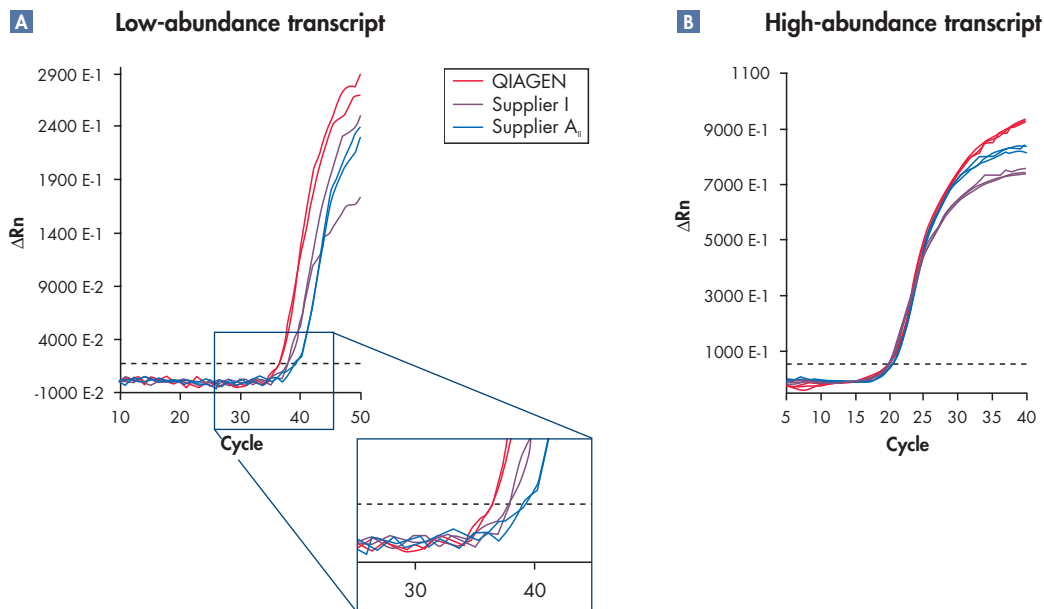 A Low-abundance transcript
2900 E-1
2400 E-1
1900 E-1
1400 E-1
9000 E-2
4000 E-2
-1000 E-2
ΔRn
10 20 30 40 50
Cycle
QIAGEN
Supplier I
Supplier A_II
30 40
B High-abundance transcript
1100
9000 E-1
7000 E-1
5000 E-1
3000 E-1
1000 E-1
ΔRn
5 10 15 20 25 30 35 40
Cycle